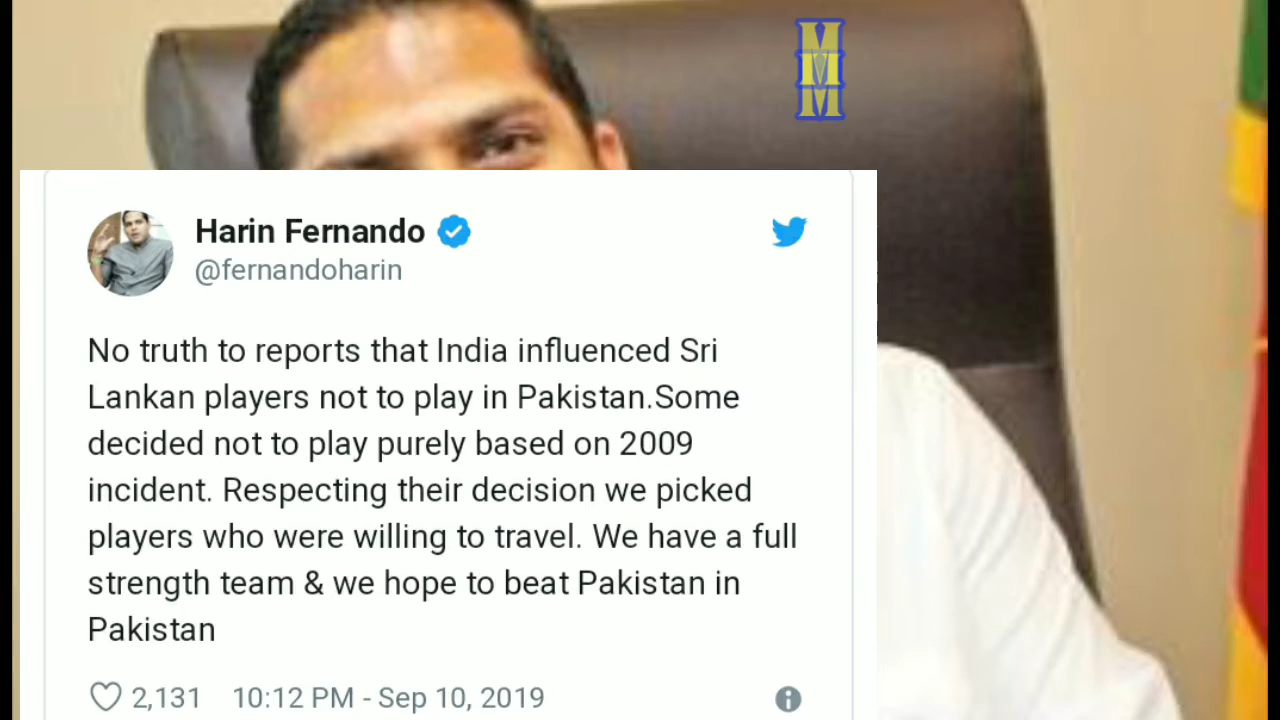 M
M
M
Harin Fernando
@fernandoharin
No truth to reports that India influenced Sri
Lankan players not to play in Pakistan.Some
decided not to play purely based on 2009
incident. Respecting their decision we picked
players who were willing to travel. We have a full
strength team & we hope to beat Pakistan in
Pakistan
2,131 10:12 PM - Sep 10, 2019